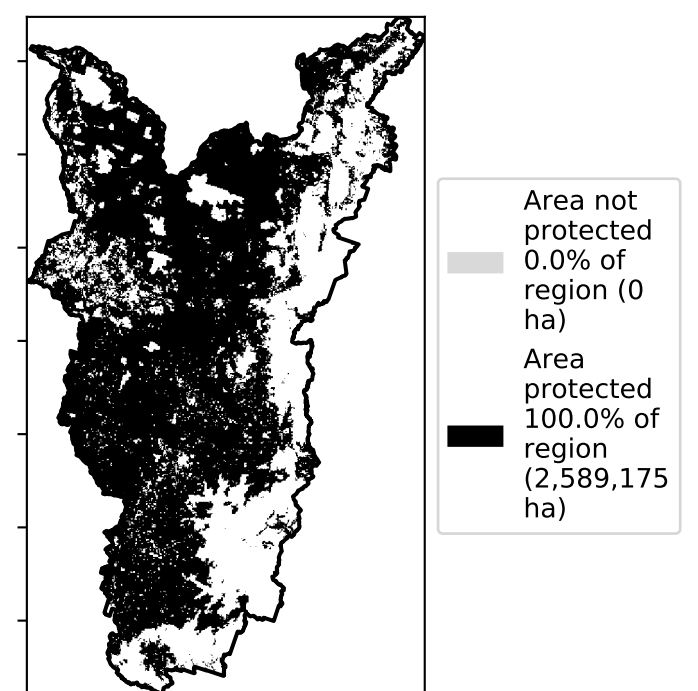 Area not
protected
0.0% of
region (0
ha)
Area
protected
100.0% of
region
(2,589,175
ha)